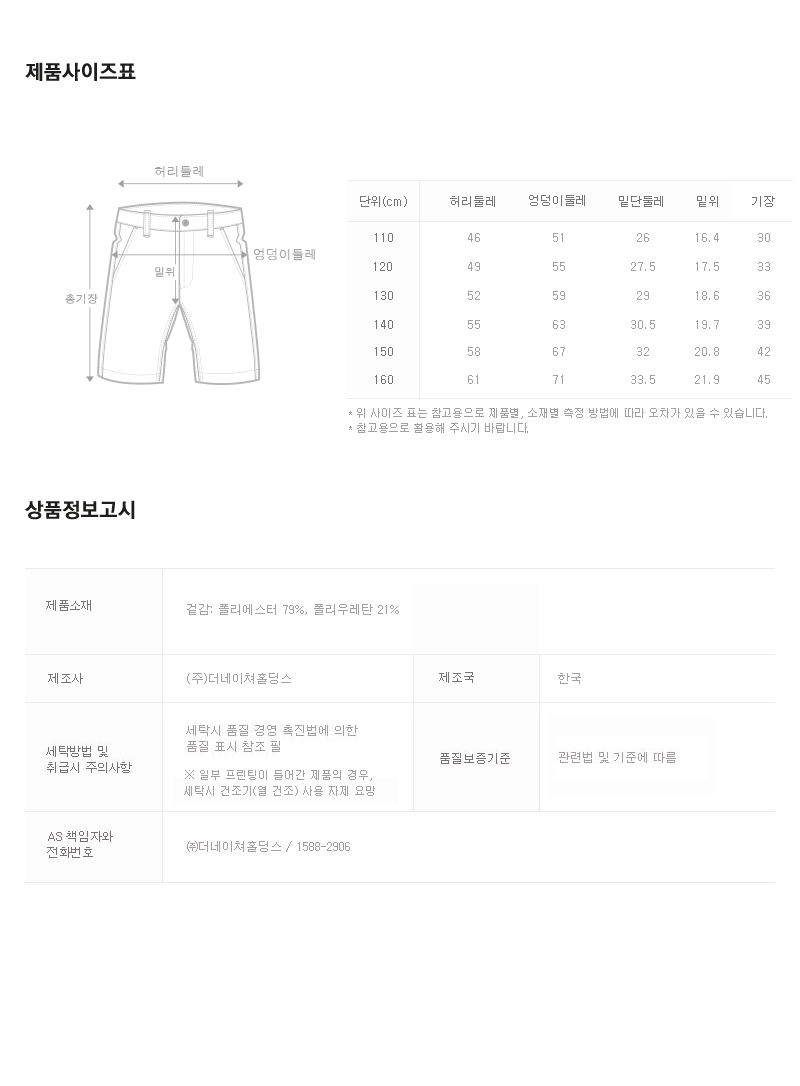 제품사이즈표
허리둘레
엉덩이둘레
밑위
총기장
단위(cm) 허리둘레 엉덩이둘레 밑단둘레 밑위 기장
110 46 51 26 16.4 30
120 49 55 27.5 17.5 33
130 52 59 29 18.6 36
140 55 63 30.5 19.7 39
150 58 67 32 20.8 42
160 61 71 33.5 21.9 45
* 위 사이즈 표는 참고용으로 제품별, 소재별 측정 방법에 따라 오차가 있을 수 있습니다.
* 참고용으로 활용해 주시기 바랍니다.
상품정보고시
제품소재 겉감: 폴리에스터 79%, 폴리우레탄 21%
제조사 (주)더네이쳐홀딩스 제조국 한국
세탁방법 및
취급시 주의사항
세탁시 품질 경영 촉진법에 의한
품질 표시 참조 필
※ 일부 프린팅이 들어간 제품의 경우,
세탁시 건조기(열 건조) 사용 자제 요망
품질보증기준 관련법 및 기준에 따름
AS 책임자와
전화번호
㈜더네이쳐홀딩스 / 1588-2906